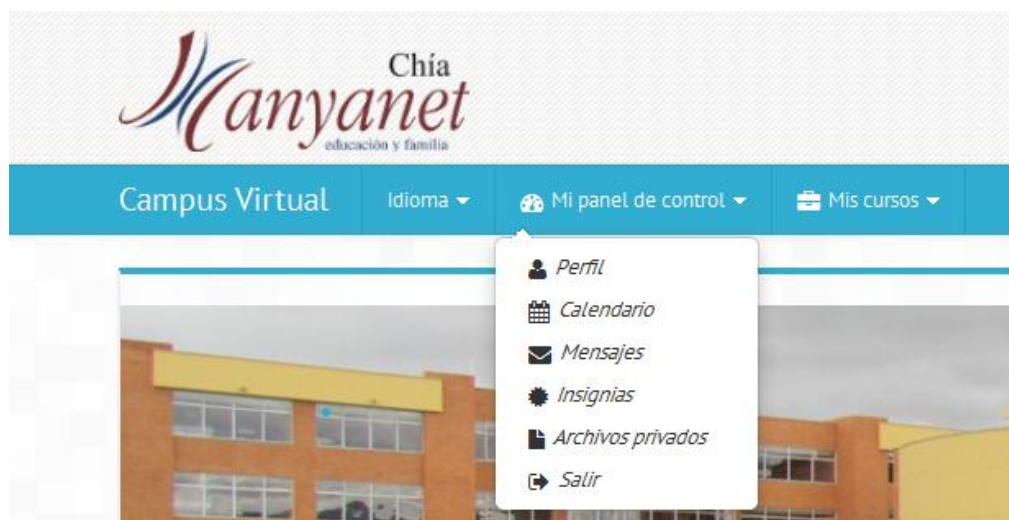 Chía
Manyanet
educación y familia
Campus Virtual Idioma Mi panel de control Mis cursos
Perfil
Calendario
Mensajes
Insignias
Archivos privados
Salir